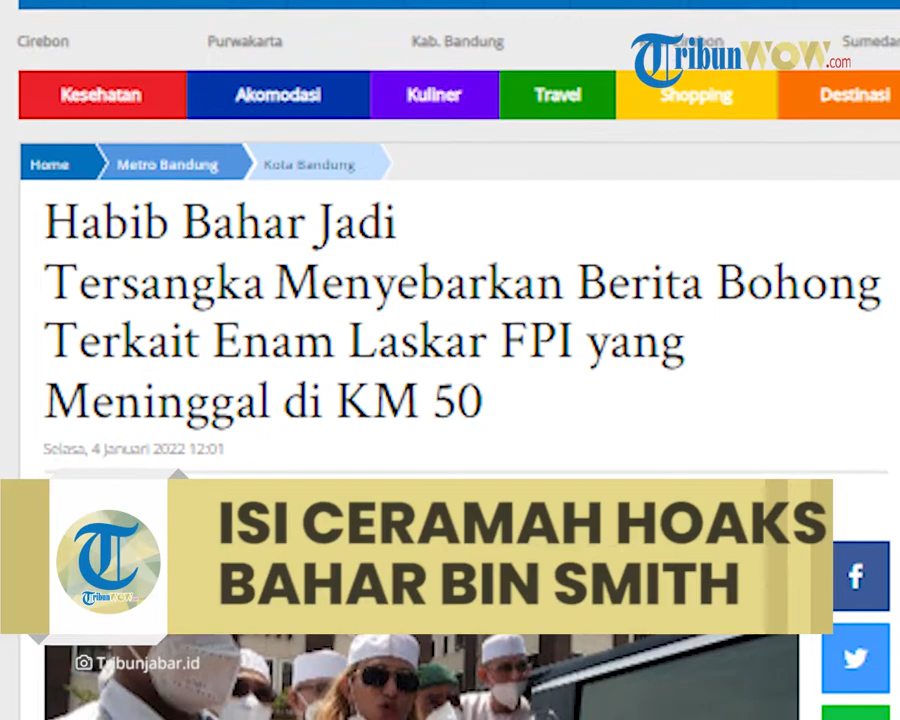 Cirebon Purwakarta Kab. Bandung Sumedang
TribunWOW.com
Kesehatan Akomodasi Kuliner Travel Shopping Destinasi
Home Metro Bandung Kota Bandung
Habib Bahar Jadi
Tersangka Menyebarkan Berita Bohong
Terkait Enam Laskar FPI yang
Meninggal di KM 50
Selasa, 4 Januari 2022 12:01
ISI CERAMAH HOAKS
BAHAR BIN SMITH
TribunWOW
Tribunjabar.id